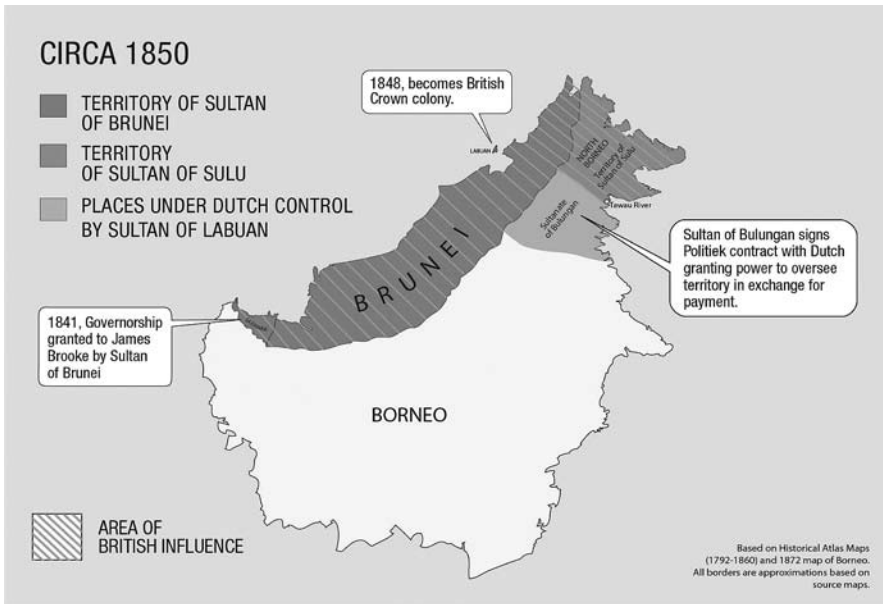 CIRCA 1850
TERRITORY OF SULTAN
OF BRUNEI
TERRITORY
OF SULTAN OF SULU
PLACES UNDER DUTCH CONTROL
BY SULTAN OF LABUAN
1848, becomes British
Crown colony.
LABUAN
NORTH
BORNEO
Territory of
Sultan of Sulu
Tawau River
Sultanate
of Bulungan
Sultan of Bulungan signs
Politiek contract with Dutch
granting power to oversee
territory in exchange for
payment.
BRUNEI
1841, Governorship
granted to James
Brooke by Sultan
of Brunei
BORNEO
AREA OF
BRITISH INFLUENCE
Based on Historical Atlas Maps
(1792-1860) and 1872 map of Borneo.
All borders are approximations based on
source maps.